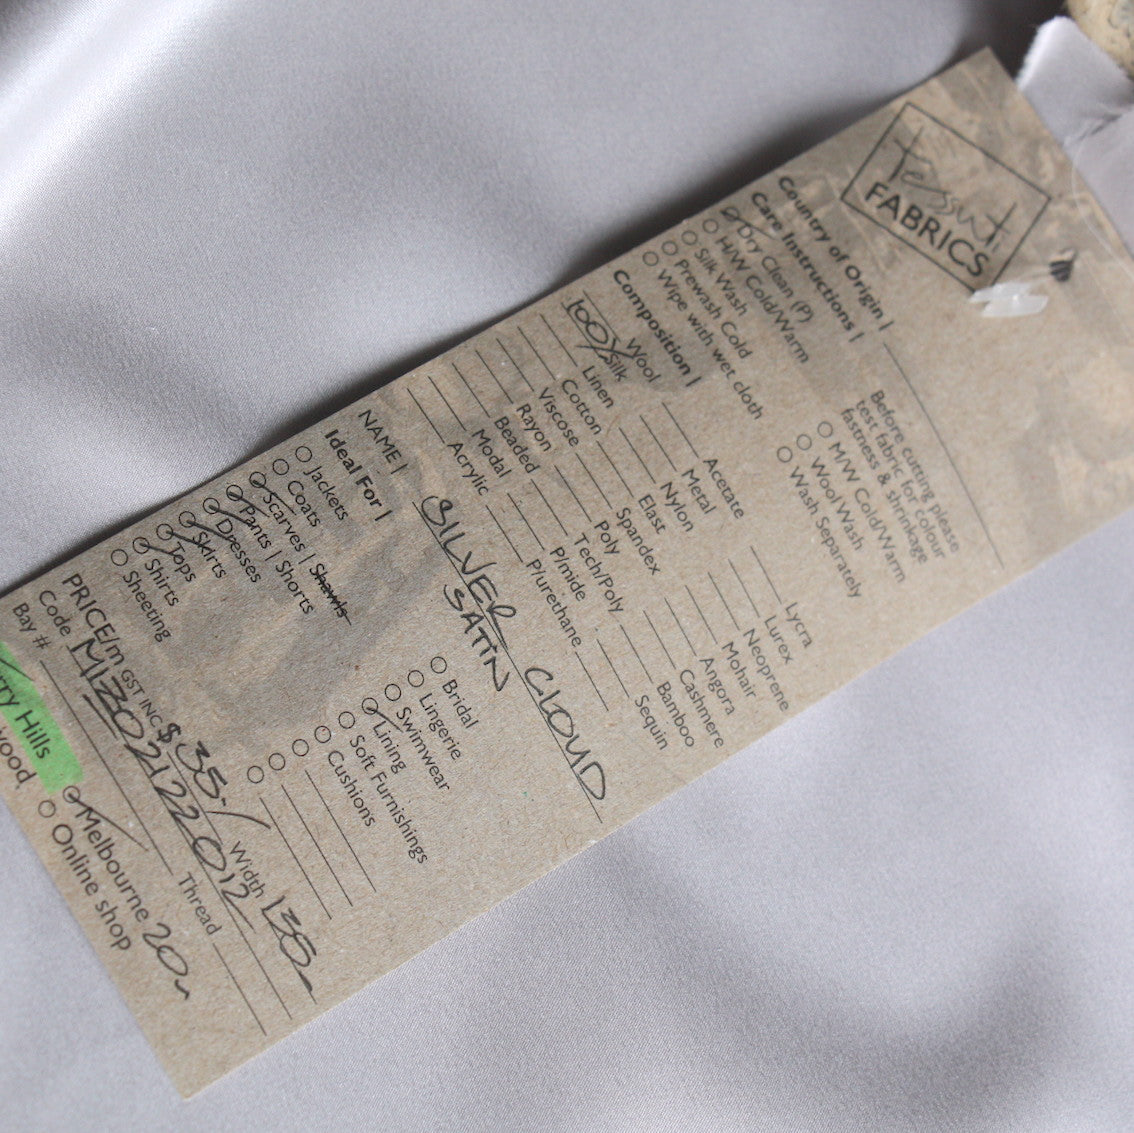 tessuti
FABRICS
Country of Origin |
Care Instructions |
Dry Clean (P)
H/W Cold/Warm
Silk Wash
Prewash Cold
Wipe with wet cloth
Before cutting please
test fabric for colour
fastness & shrinkage
M/W Cold/Warm
Wool Wash
Wash Separately
Composition |
Wool
100% Silk
Linen
Cotton
Viscose
Rayon
Beaded
Modal
Acrylic
Acetate
Metal
Nylon
Elast
Spandex
Poly
Tech/Poly
P/mide
P/urethane
Lycra
Lurex
Neoprene
Mohair
Angora
Cashmere
Bamboo
Sequin
NAME | SILVER CLOUD
SATIN
Ideal For |
Jackets
Coats
Scarves | Shawls
Pants | Shorts
Dresses
Skirts
Tops
Shirts
Sheeting
Bridal
Lingerie
Swimwear
Lining
Soft Furnishings
Cushions
PRICE/m GST INC $ 35- / Width 135-
Code MIZ021222012
Bay # Thread
rry Hills
Melbourne 20~
wood
Online shop